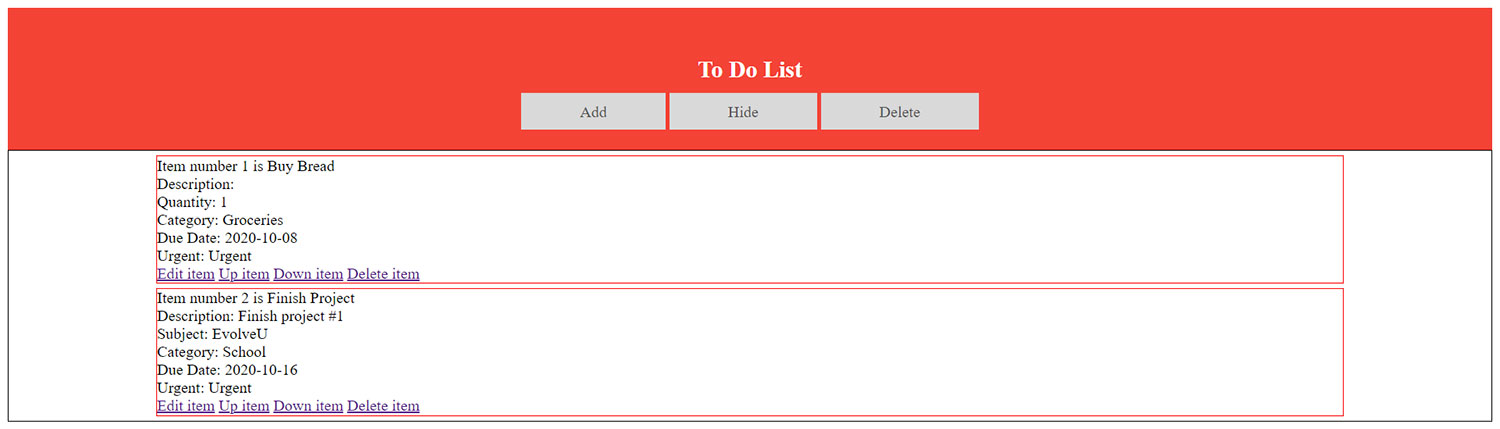 To Do List
Add Hide Delete
Item number 1 is Buy Bread
Description:
Quantity: 1
Category: Groceries
Due Date: 2020-10-08
Urgent: Urgent
Edit item Up item Down item Delete item
Item number 2 is Finish Project
Description: Finish project #1
Subject: EvolveU
Category: School
Due Date: 2020-10-16
Urgent: Urgent
Edit item Up item Down item Delete item